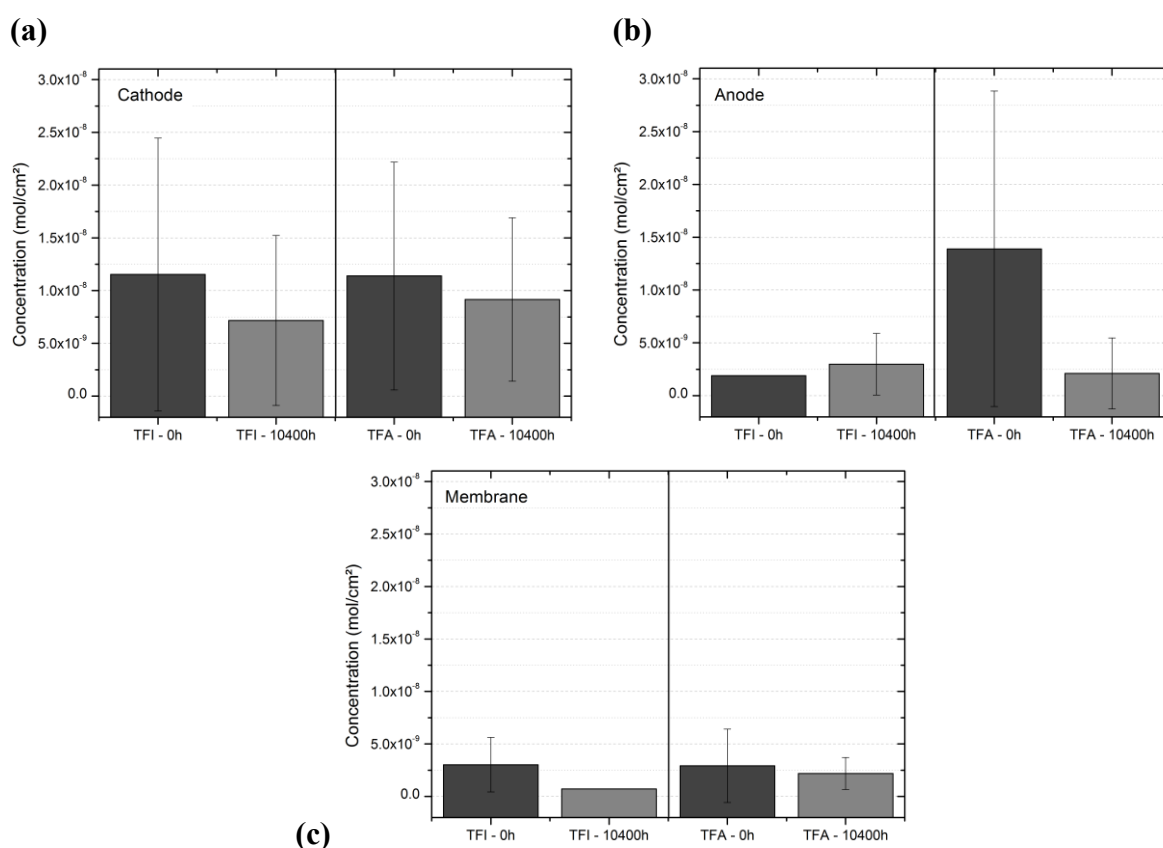 (a)
Cathode
Concentration (mol/cm²)
3.0x10⁻⁸
2.5x10⁻⁸
2.0x10⁻⁸
1.5x10⁻⁸
1.0x10⁻⁸
5.0x10⁻⁹
0.0
TFI - 0h TFI - 10400h TFA - 0h TFA - 10400h
(b)
Anode
Concentration (mol/cm²)
3.0x10⁻⁸
2.5x10⁻⁸
2.0x10⁻⁸
1.5x10⁻⁸
1.0x10⁻⁸
5.0x10⁻⁹
0.0
TFI - 0h TFI - 10400h TFA - 0h TFA - 10400h
Membrane
Concentration (mol/cm²)
3.0x10⁻⁸
2.5x10⁻⁸
2.0x10⁻⁸
1.5x10⁻⁸
1.0x10⁻⁸
5.0x10⁻⁹
0.0
TFI - 0h TFI - 10400h TFA - 0h TFA - 10400h
(c)